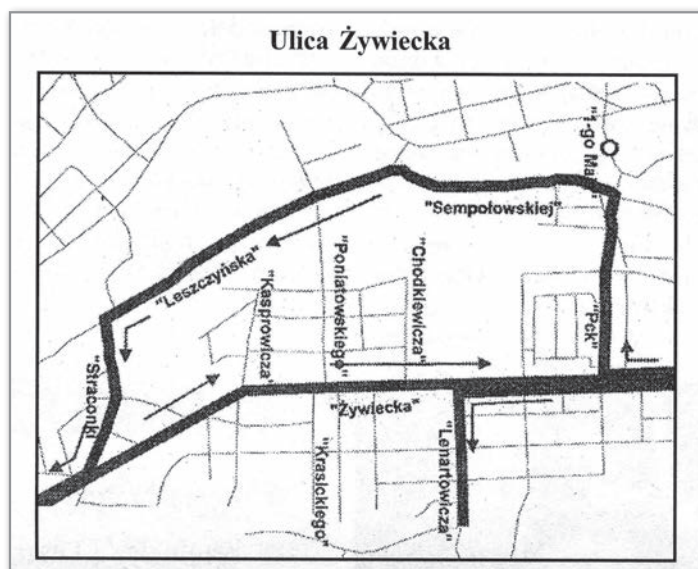 Ulica Żywiecka
"1-go Maja"
"Sempołowskiej"
"Leszczyńska"
"Kasprowicza"
"Poniatowskiego"
"Chodkiewicza"
"Pck"
"Straconki
"Żywiecka"
"Krasickiego"
"Lenartowicza"